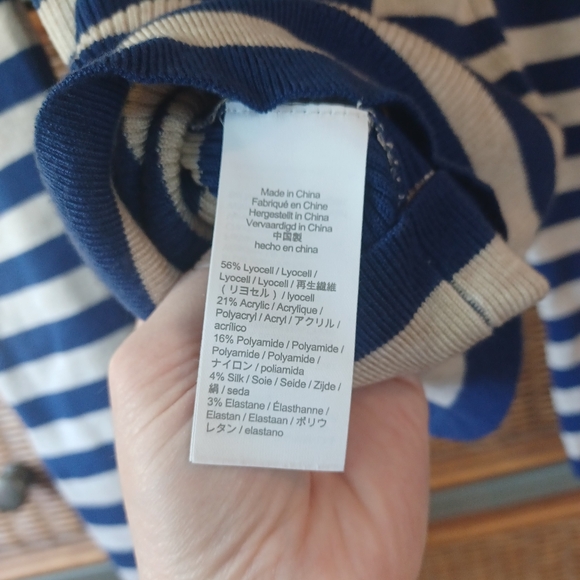 Made in China
Fabriqué en Chine
Hergestellt in China
Vervaardigd in China
中国製
hecho en china
56% Lyocell / Lyocell /
Lyocell / Lyocell / 再生繊維
(リヨセル) / lyocell
21% Acrylic / Acrylique /
Polyacryl / Acryl / アクリル /
acrílico
16% Polyamide / Polyamide /
Polyamide / Polyamide /
ナイロン / poliamida
4% Silk / Soie / Seide / Zijde /
絹 / seda
3% Elastane / Élasthanne /
Elastan / Elastaan / ポリウ
レタン / elastano